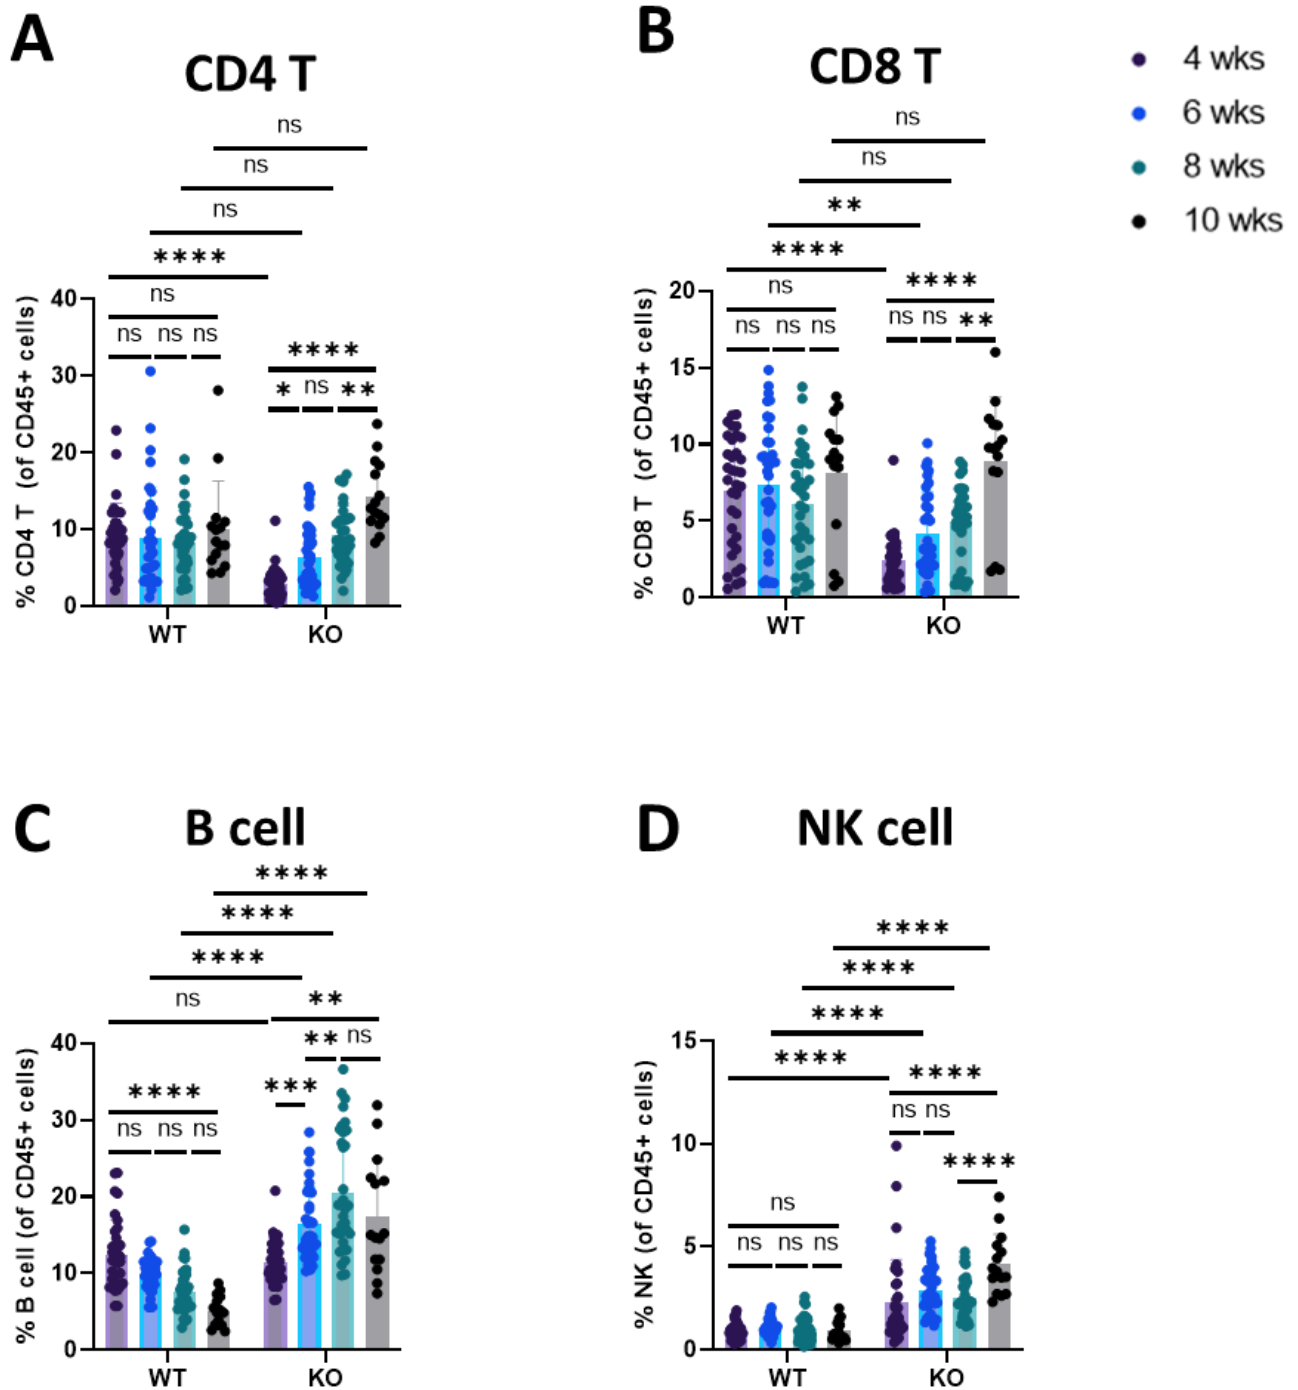 A
CD4 T
ns
ns
ns
****
ns
ns ns ns
****
* ns **
% CD4 T (of CD45+ cells)
40
30
20
10
0
WT KO
B
CD8 T
ns
ns
**
****
ns
ns ns ns
****
ns ns **
% CD8 T (of CD45+ cells)
20
15
10
5
0
WT KO
4 wks
6 wks
8 wks
10 wks
C
B cell
****
****
****
ns
**
** ns
***
****
ns ns ns
% B cell (of CD45+ cells)
40
30
20
10
0
WT KO
D
NK cell
****
****
****
****
****
ns ns
****
ns
ns ns ns
% NK (of CD45+ cells)
15
10
5
0
WT KO